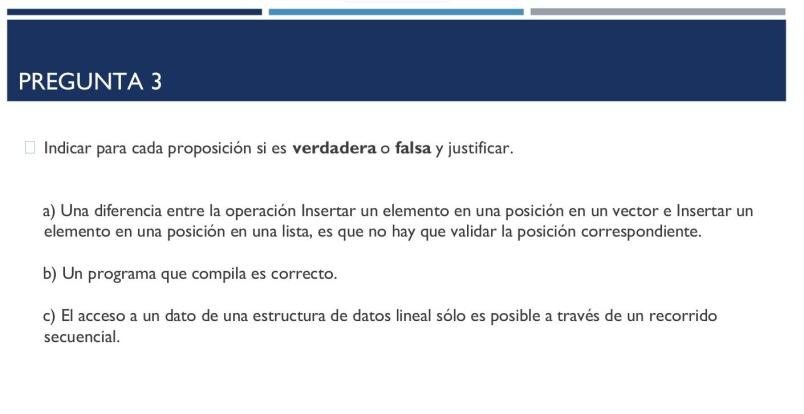 PREGUNTA 3
Indicar para cada proposición si es verdadera o falsa y justificar.
a) Una diferencia entre la operación Insertar un elemento en una posición en un vector e Insertar un
elemento en una posición en una lista, es que no hay que validar la posición correspondiente.
b) Un programa que compila es correcto.
c) El acceso a un dato de una estructura de datos lineal sólo es posible a través de un recorrido
secuencial.